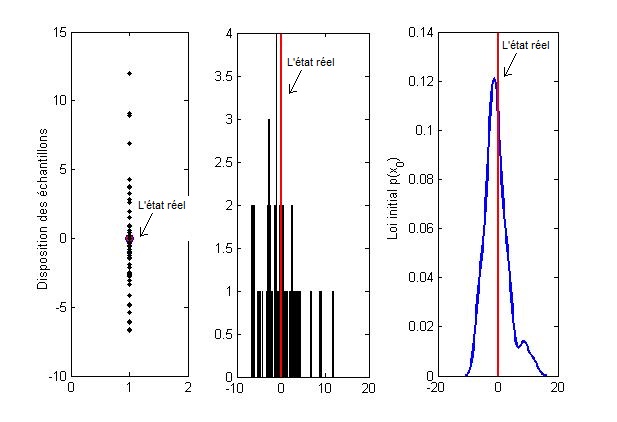 Disposition des échantillons
15
10
5
0
-5
-10
0 1 2
L'état réel
4
3.5
3
2.5
2
1.5
1
0.5
0
-10 0 10 20
L'état réel
Loi initial p(x0)
0.14
0.12
0.1
0.08
0.06
0.04
0.02
0
-20 0 20
L'état réel